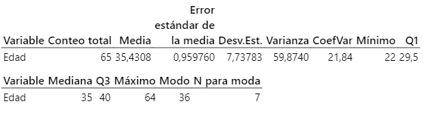 Error
estándar de
Variable Conteo total Media la media Desv.Est. Varianza CoefVar Mínimo Q1
Edad 65 35,4308 0,959760 7,73783 59,8740 21,84 22 29,5
Variable Mediana Q3 Máximo Modo N para moda
Edad 35 40 64 36 7